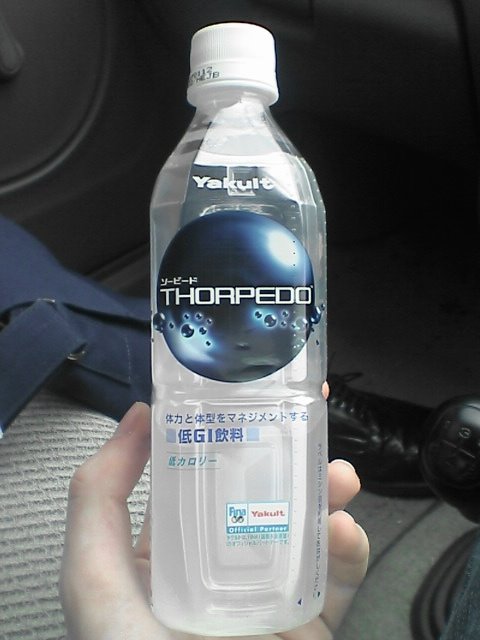 Yakult
ソーピード
THORPEDO
体力と体型をマネジメントする
低GI飲料
低カロリー
Fina
Yakult
Official Partner